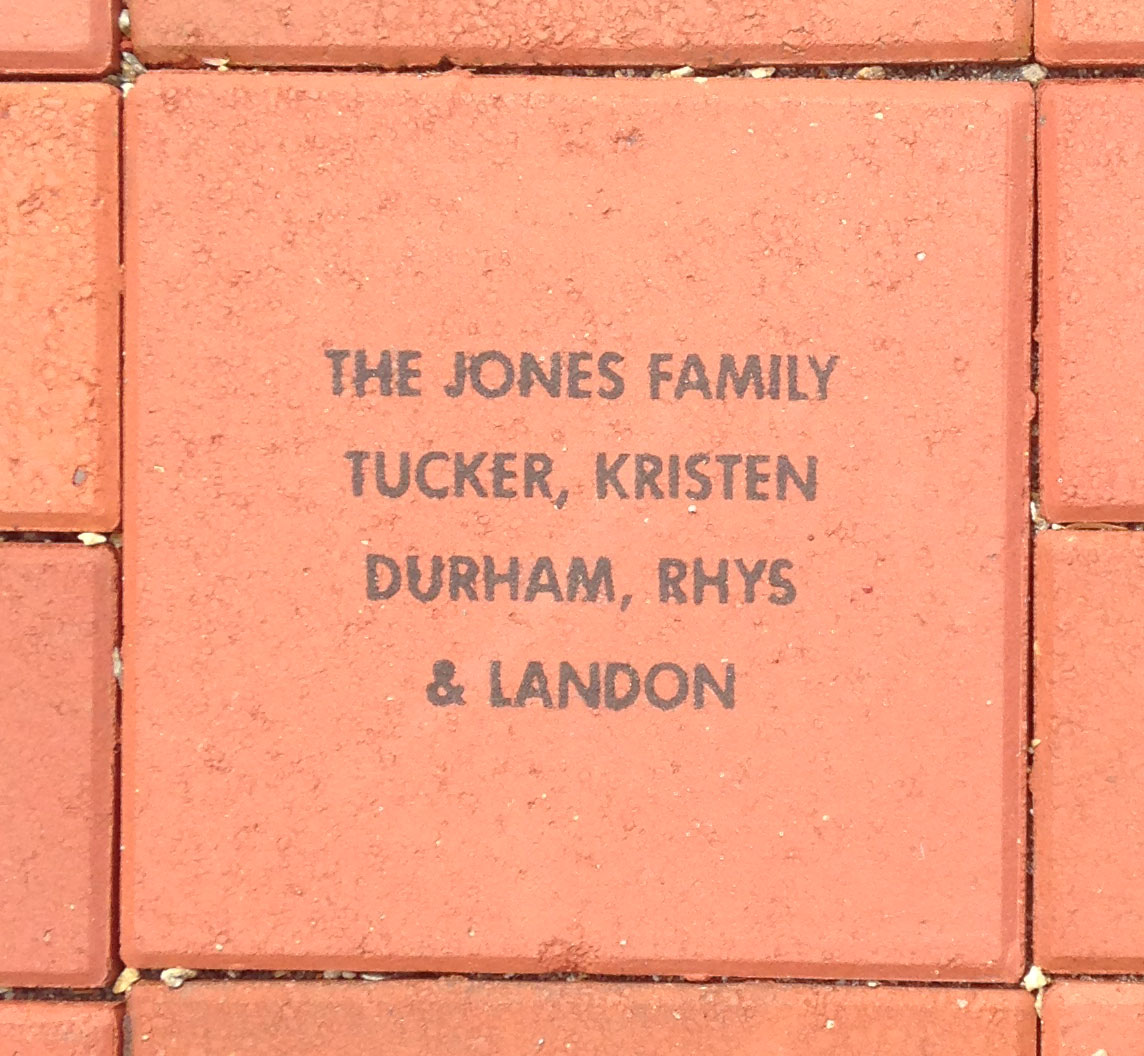 THE JONES FAMILY
TUCKER, KRISTEN
DURHAM, RHYS
& LANDON